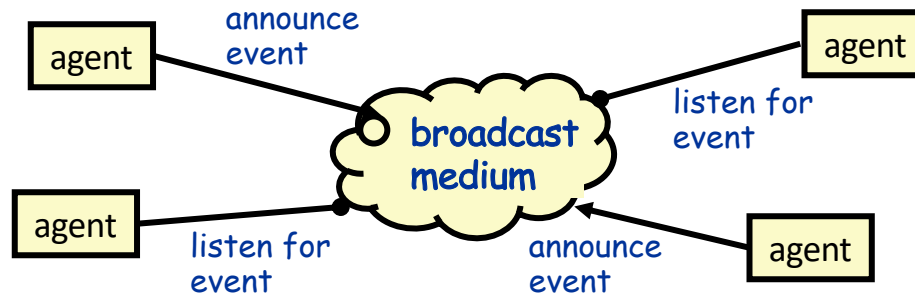 announce
event
agent
agent
listen for
event
broadcast
medium
agent
listen for
event
announce
event
agent